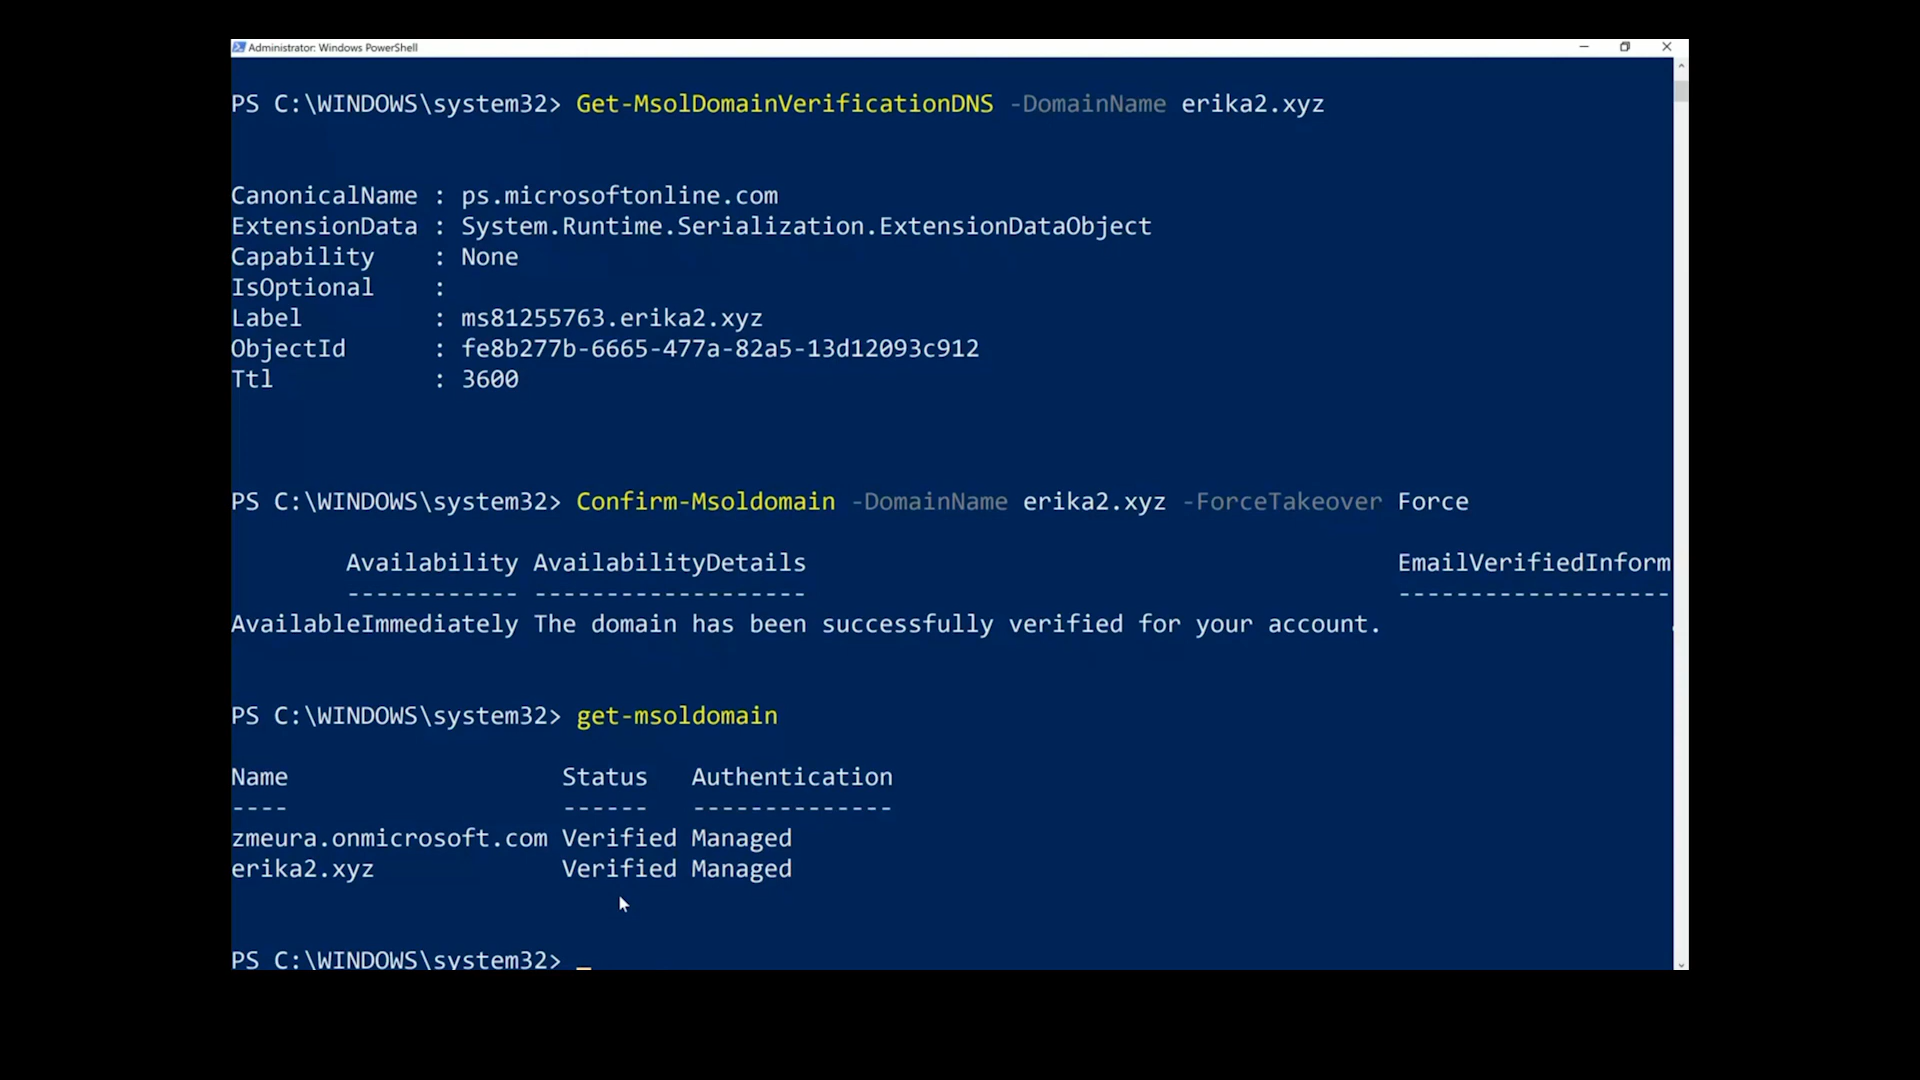 Administrator: Windows PowerShell
PS C:\WINDOWS\system32> Get-MsolDomainVerificationDNS -DomainName erika2.xyz
CanonicalName : ps.microsoftonline.com
ExtensionData : System.Runtime.Serialization.ExtensionDataObject
Capability : None
IsOptional :
Label : ms81255763.erika2.xyz
ObjectId : fe8b277b-6665-477a-82a5-13d12093c912
Ttl : 3600
PS C:\WINDOWS\system32> Confirm-Msoldomain -DomainName erika2.xyz -ForceTakeover Force
Availability AvailabilityDetails EmailVerifiedInform
------------ ------------------- -------------------
AvailableImmediately The domain has been successfully verified for your account.
PS C:\WINDOWS\system32> get-msoldomain
Name Status Authentication
---- ------ --------------
zmeura.onmicrosoft.com Verified Managed
erika2.xyz Verified Managed
PS C:\WINDOWS\system32> _